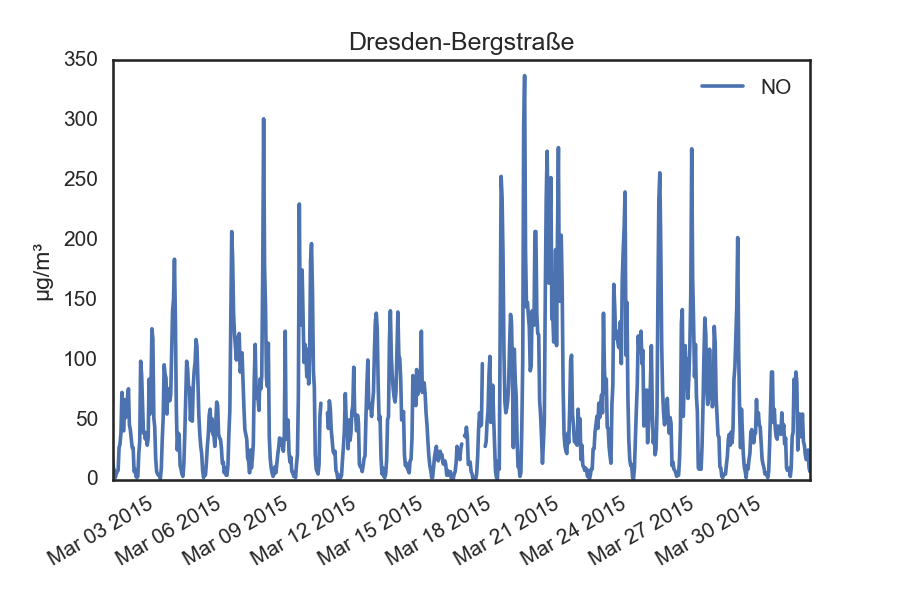 Dresden-Bergstraße
350
300
250
200
150
100
50
0
µg/m³
NO
Mar 03 2015
Mar 06 2015
Mar 09 2015
Mar 12 2015
Mar 15 2015
Mar 18 2015
Mar 21 2015
Mar 24 2015
Mar 27 2015
Mar 30 2015